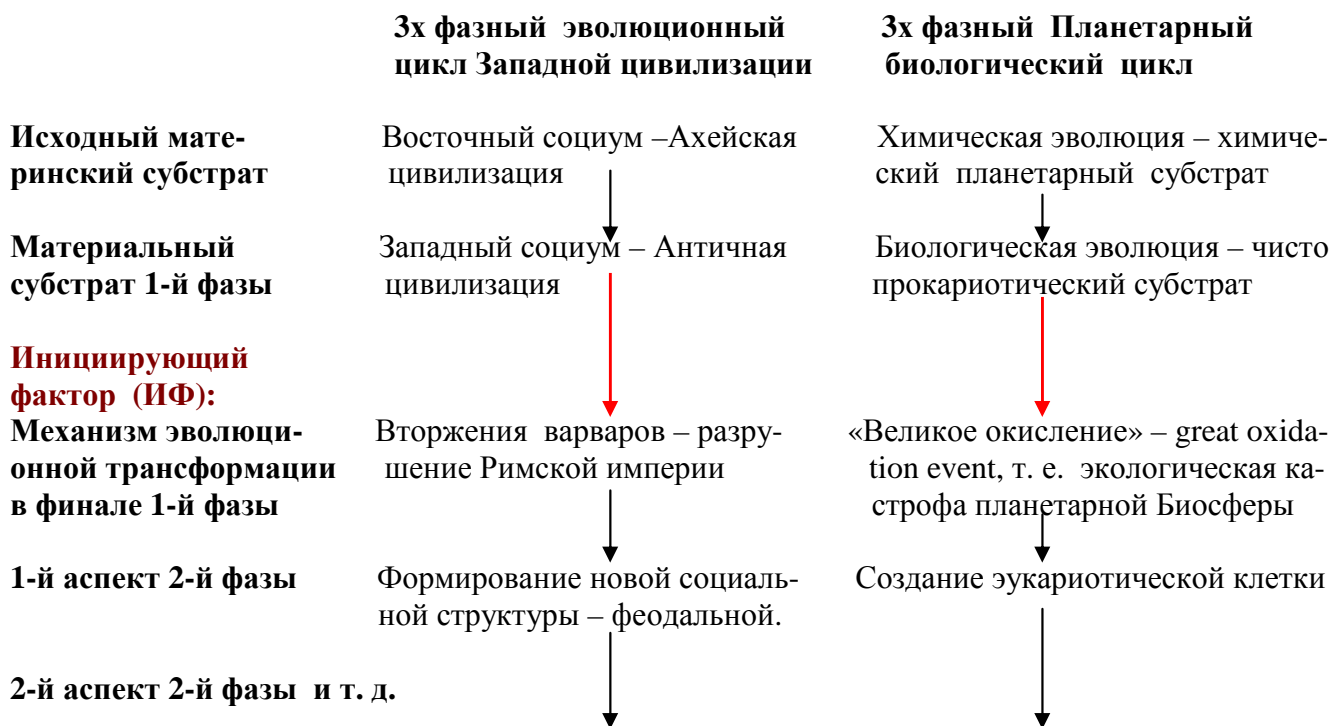 3х фазный эволюционный 3х фазный Планетарный
цикл Западной цивилизации биологический цикл
Исходный мате- Восточный социум –Ахейская Химическая эволюция – химиче-
ринский субстрат цивилизация ский планетарный субстрат
Материальный Западный социум – Античная Биологическая эволюция – чисто
субстрат 1-й фазы цивилизация прокариотический субстрат
Инициирующий
фактор (ИФ):
Механизм эволюци- Вторжения варваров – разру- «Великое окисление» – great oxida-
онной трансформации шение Римской империи tion event, т. е. экологическая ка-
в финале 1-й фазы строфа планетарной Биосферы
1-й аспект 2-й фазы Формирование новой социаль- Создание эукариотической клетки
ной структуры – феодальной.
2-й аспект 2-й фазы и т. д.